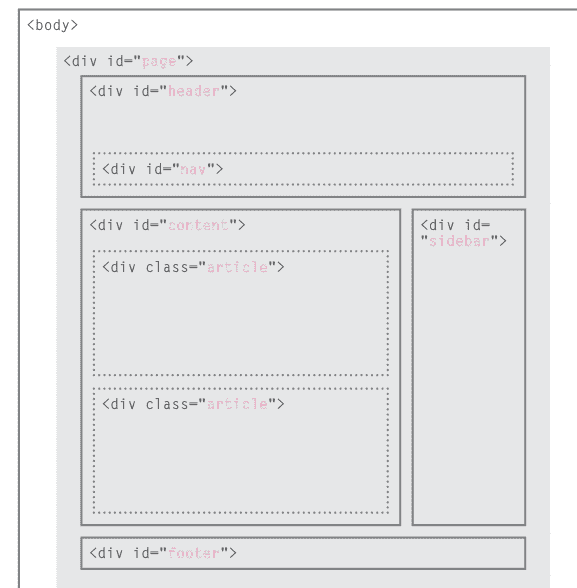 <body>
<div id="page">
<div id="header">
<div id="nav">
<div id="content">
<div id=
"sidebar">
<div class="article">
<div class="article">
<div id="footer">